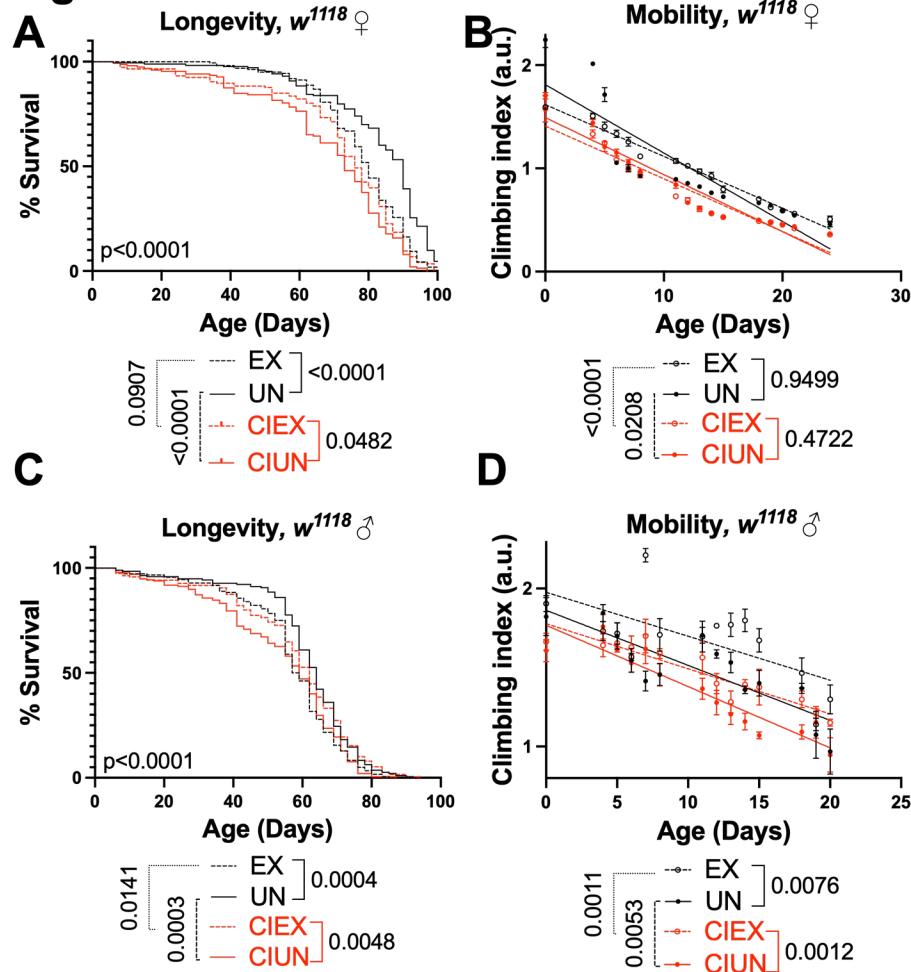 A
Longevity, w1118 ♀
% Survival
100
50
0
p<0.0001
0 20 40 60 80 100
Age (Days)
EX
UN
CIEX
CIUN
<0.0001
0.0482
0.0907
<0.0001
B
Mobility, w1118 ♀
Climbing index (a.u.)
2
1
0
0 10 20 30
Age (Days)
EX
UN
CIEX
CIUN
0.9499
0.4722
<0.0001
0.0208
C
Longevity, w1118 ♂
% Survival
100
50
0
p<0.0001
0 20 40 60 80 100
Age (Days)
EX
UN
CIEX
CIUN
0.0004
0.0048
0.0141
0.0003
D
Mobility, w1118 ♂
Climbing index (a.u.)
2
1
0 5 10 15 20 25
Age (Days)
EX
UN
CIEX
CIUN
0.0076
0.0012
0.0011
0.0053